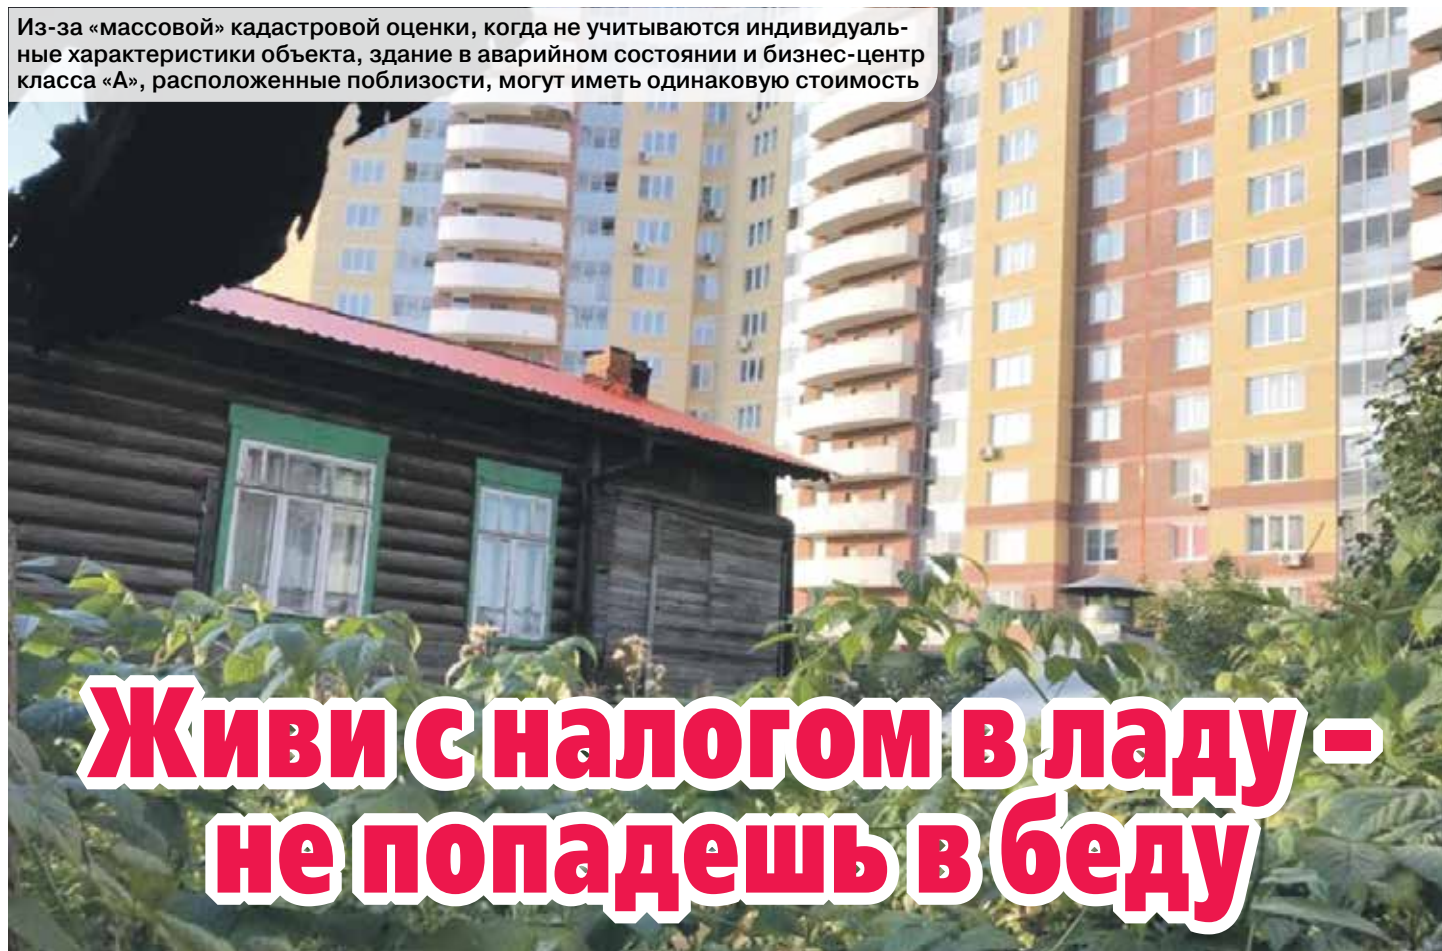 Из-за «массовой» кадастровой оценки, когда не учитываются индивидуаль-
ные характеристики объекта, здание в аварийном состоянии и бизнес-центр
класса «А», расположенные поблизости, могут иметь одинаковую стоимость
Живи с налогом в ладу –
не попадешь в беду